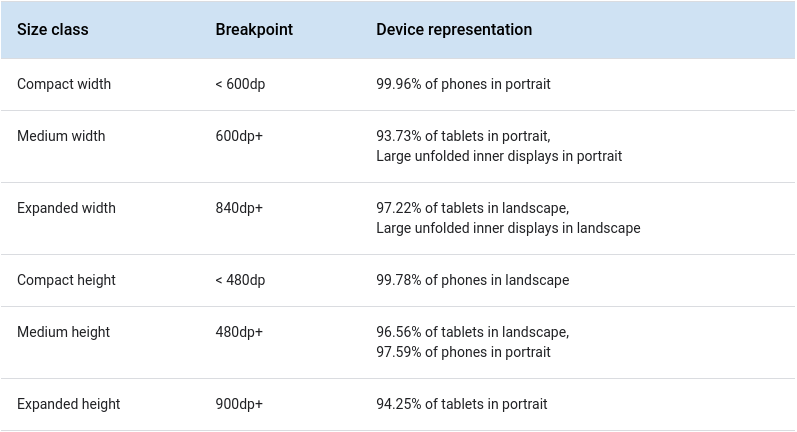 Size class Breakpoint Device representation
Compact width < 600dp 99.96% of phones in portrait
Medium width 600dp+ 93.73% of tablets in portrait,
Large unfolded inner displays in portrait
Expanded width 840dp+ 97.22% of tablets in landscape,
Large unfolded inner displays in landscape
Compact height < 480dp 99.78% of phones in landscape
Medium height 480dp+ 96.56% of tablets in landscape,
97.59% of phones in portrait
Expanded height 900dp+ 94.25% of tablets in portrait